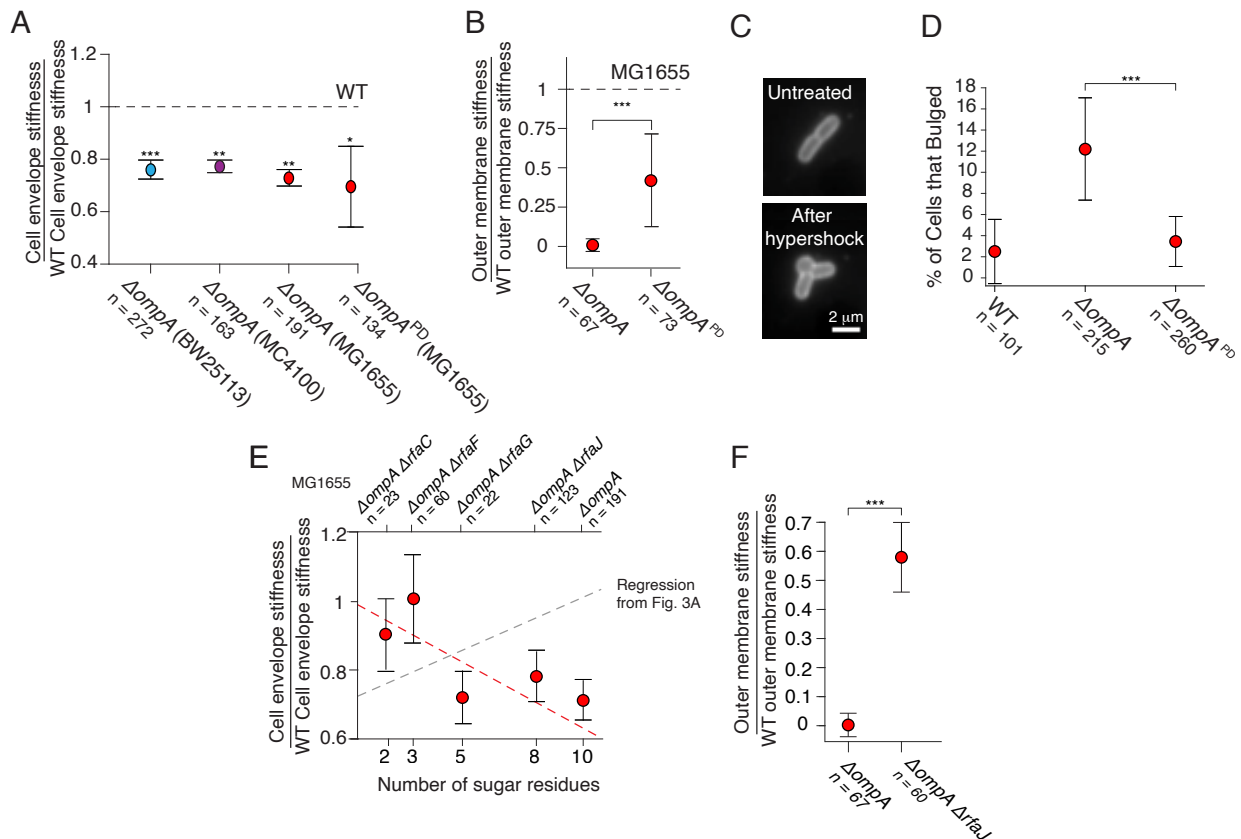 A
Cell envelope stiffnesss
WT Cell envelope stiffnesss
1.2
1
0.8
0.6
0.4
WT
***
**
**
*
ΔompA (BW25113)
n = 272
ΔompA (MC4100)
n = 163
ΔompA (MG1655)
n = 191
ΔompA PD (MG1655)
n = 134
B
Outer membrane stiffness
WT outer membrane stiffness
MG1655
1
0.75
0.5
0.25
0
***
ΔompA
n = 67
ΔompA PD
n = 73
C
Untreated
After
hypershock
2 μm
D
% of Cells that Bulged
18
16
14
12
10
8
6
4
2
0
***
WT
n = 101
ΔompA
n = 215
ΔompA PD
n = 260
E
MG1655
ΔompA ΔrfaC
n = 23
ΔompA ΔrfaF
n = 60
ΔompA ΔrfaG
n = 22
ΔompA ΔrfaJ
n = 123
ΔompA
n = 191
Cell envelope stiffnesss
WT Cell envelope stiffnesss
1.2
1
0.8
0.6
Regression
from Fig. 3A
2 3 5 8 10
Number of sugar residues
F
Outer membrane stiffness
WT outer membrane stiffness
0.7
0.6
0.5
0.4
0.3
0.2
0.1
0
***
ΔompA
n = 67
ΔompA ΔrfaJ
n = 60